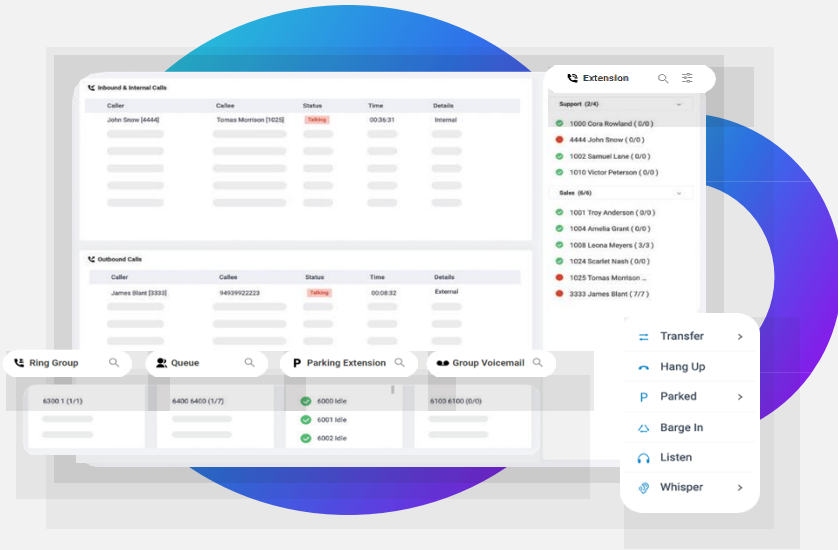 Inbound & Internal Calls
Caller Callee Status Time Details
John Snow [4444] Tomas Morrison [1025] Talking 00:36:31 Internal
Outbound Calls
Caller Callee Status Time Details
James Blant [3333] 94939922223 Talking 00:08:32 External
Extension
Support (2/4)
1000 Cora Rowland ( 0/0 )
4444 John Snow ( 0/0 )
1002 Samuel Lane ( 0/0 )
1010 Victor Peterson ( 0/0 )
Sales (6/6)
1001 Troy Anderson ( 0/0 )
1004 Amelia Grant ( 0/0 )
1008 Leona Meyers ( 3/3 )
1024 Scarlet Nash ( 0/0 )
1025 Tomas Morrison ...
3333 James Blant ( 7/7 )
Ring Group
6300 1 (1/1)
Queue
6400 6400 (1/7)
P Parking Extension
6000 Idle
6001 Idle
6002 Idle
Group Voicemail
6100 6100 (0/0)
Transfer
Hang Up
P Parked
Barge In
Listen
Whisper